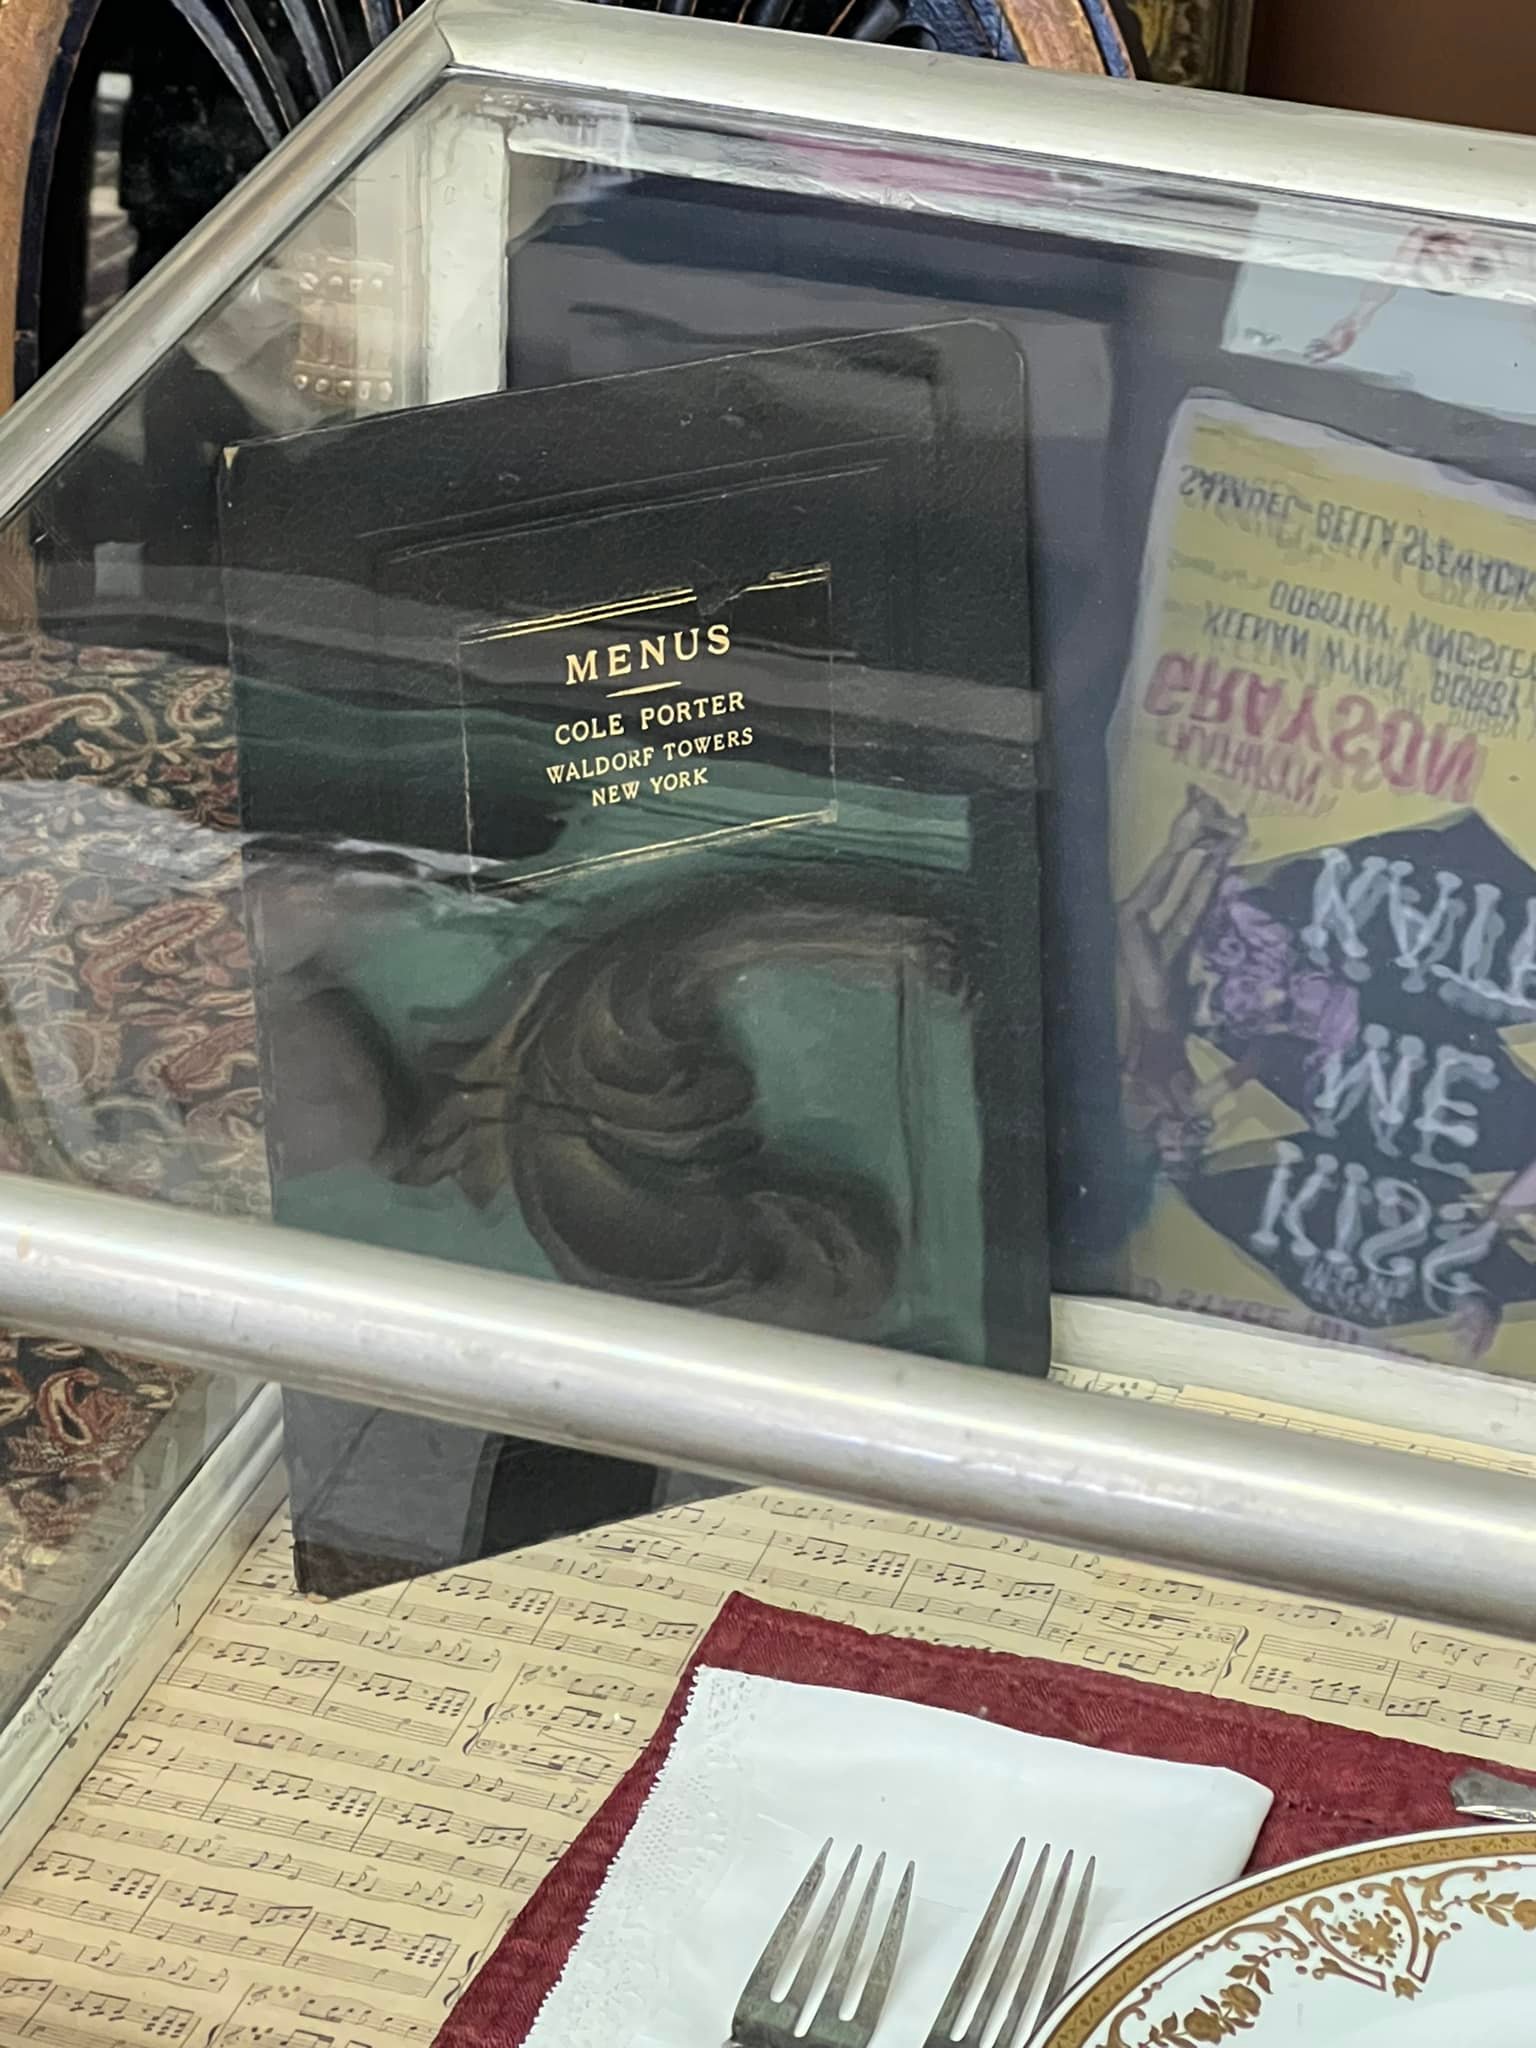 MENUS
COLE PORTER
WALDORF TOWERS
NEW YORK
SAMUEL - BELLA SPEWACK
DOROTHY KINGSLEY
KEENAN WYNN BOBBY
GRAYSON
KATHRYN
KATE
ME
KISS